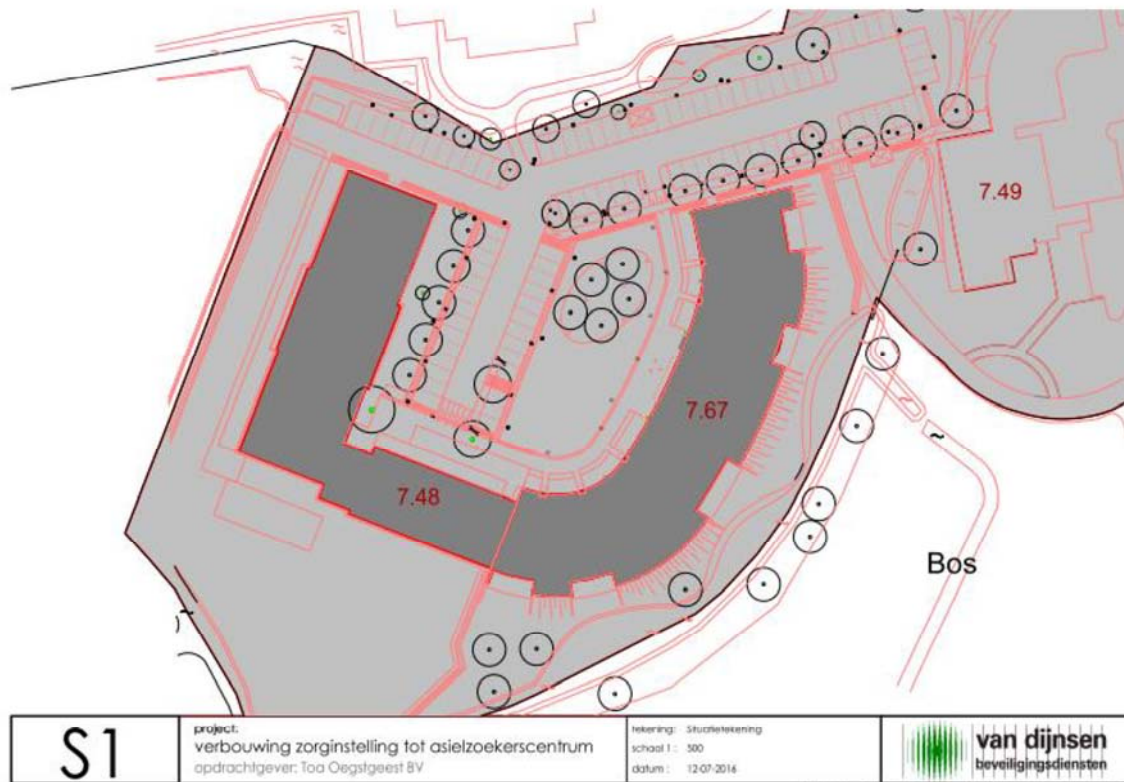 7.49
7.67
7.48
Bos
S1
project:
verbouwing zorginstelling tot asielzoekerscentrum
opdrachtgever: Toa Oegstgeest BV
tekening: Situatietekening
schaal 1: 500
datum: 12-07-2016
van dijnsen
beveiligingsdiensten